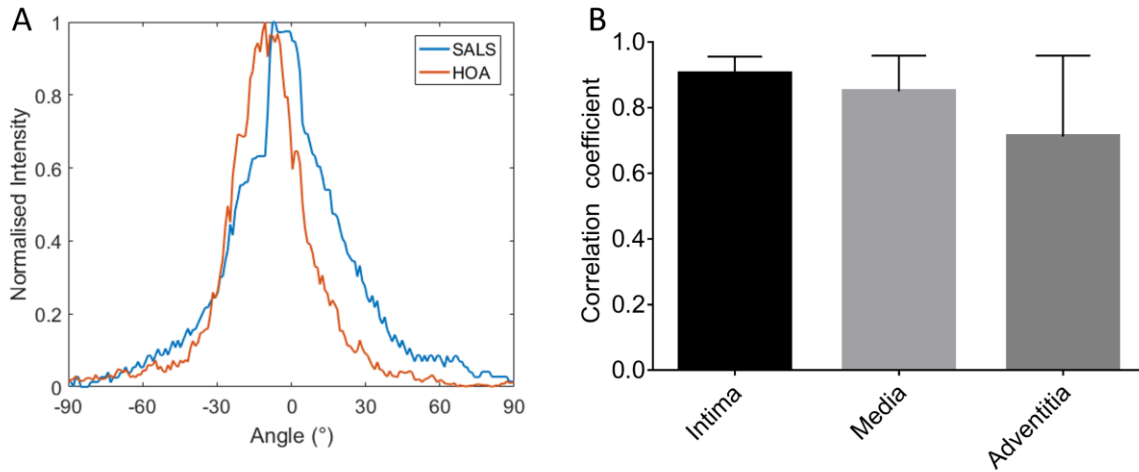 A
Normalised Intensity
1
0.8
0.6
0.4
0.2
0
-90
-60
-30
0
30
60
90
Angle (°)
SALS
HOA
B
Correlation coefficient
1.0
0.8
0.6
0.4
0.2
0.0
Intima
Media
Adventitia